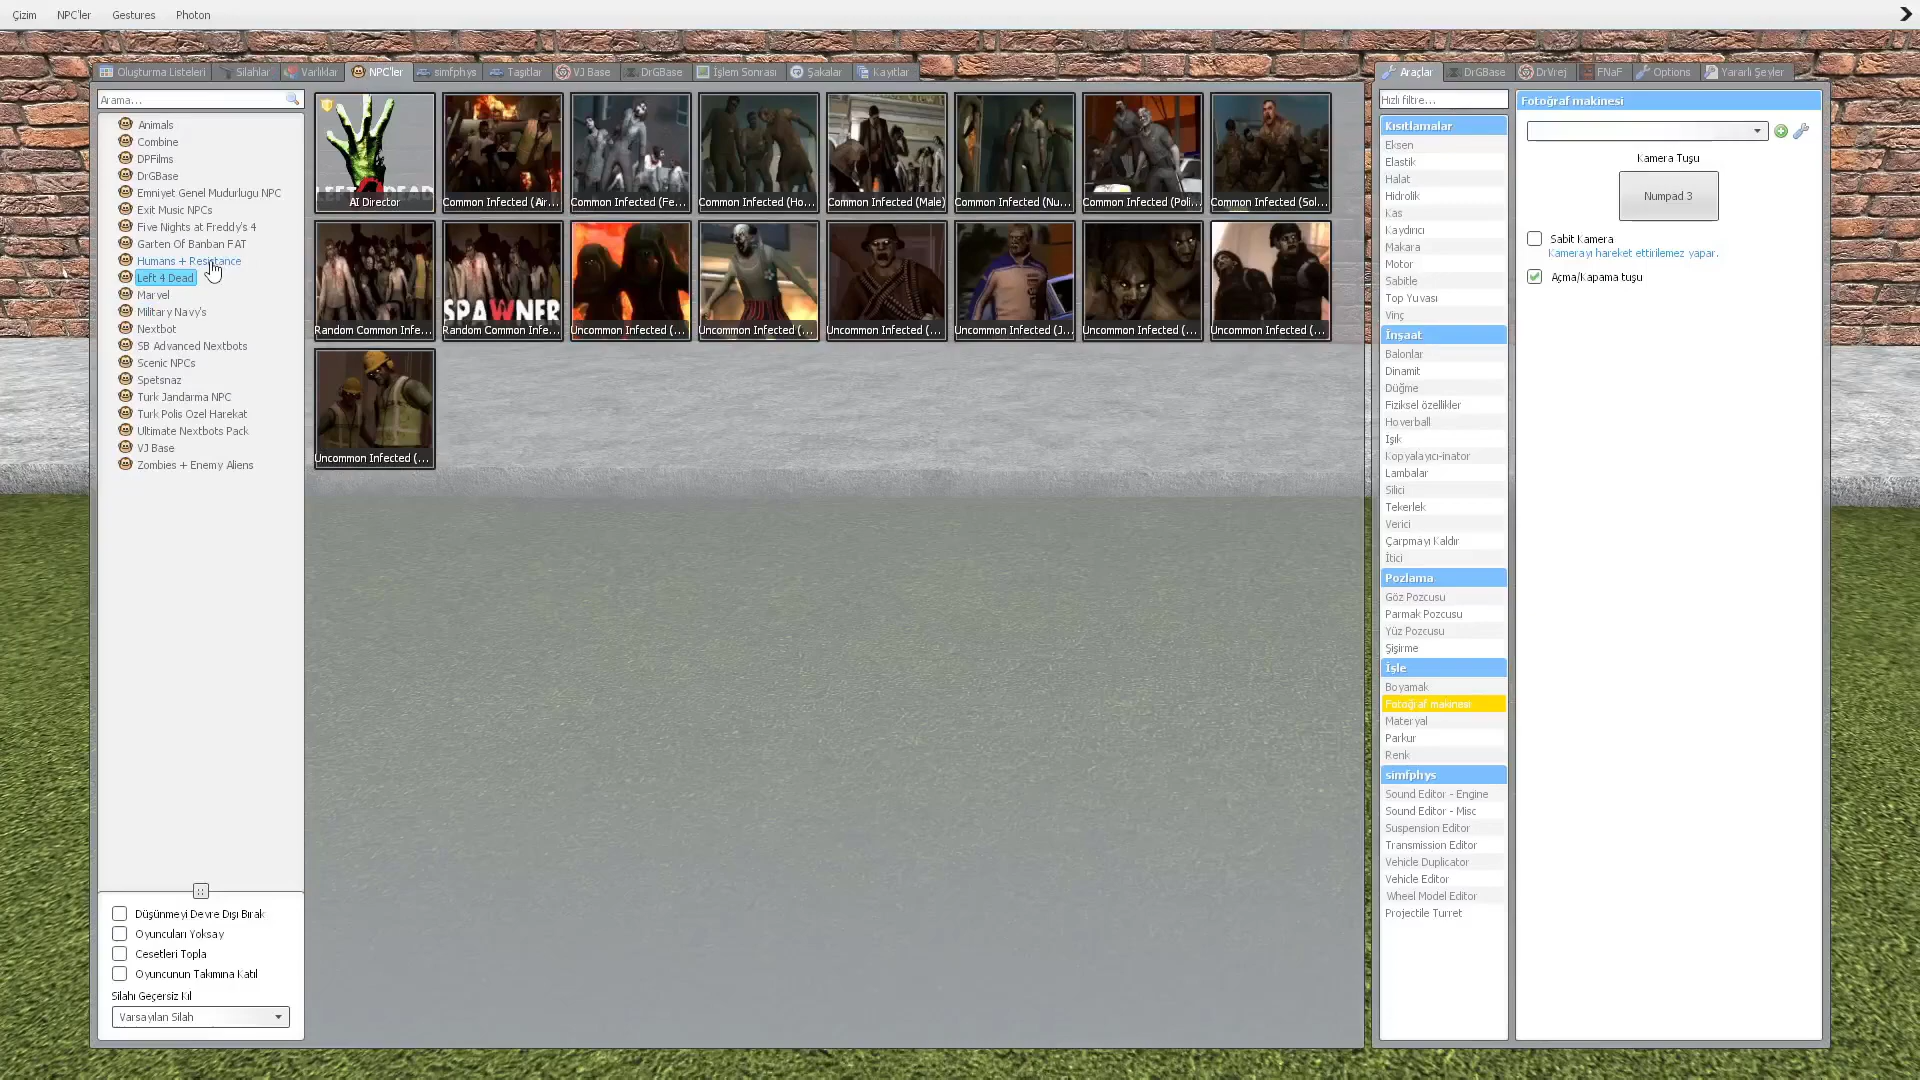 Çizim NPC'ler Gestures Photon
Oluşturma Listeleri Silahlar Varlıklar NPC'ler simfphys Taşıtlar VJ Base DrGBase İşlem Sonrası Şakalar Kayıtlar
Arama...
Animals
Combine
DPFilms
DrGBase
Emniyet Genel Mudurlugu NPC
Exit Music NPCs
Five Nights at Freddy's 4
Garten Of Banban FAT
Humans + Resistance
Left 4 Dead
Marvel
Military Navy's
Nextbot
SB Advanced Nextbots
Scenic NPCs
Spetsnaz
Turk Jandarma NPC
Turk Polis Ozel Harekat
Ultimate Nextbots Pack
VJ Base
Zombies + Enemy Aliens
Düşünmeyi Devre Dışı Bırak
Oyuncuları Yoksay
Cesetleri Topla
Oyuncunun Takımına Katıl
Silahı Geçersiz Kıl
Varsayılan Silah
AI Director
Common Infected (Air...
Common Infected (Fe...
Common Infected (Ho...
Common Infected (Male)
Common Infected (Nu...
Common Infected (Poli...
Common Infected (Sol...
Random Common Infe...
SPAWNER
Random Common Infe...
Uncommon Infected (...
Uncommon Infected (...
Uncommon Infected (...
Uncommon Infected (J...
Uncommon Infected (...
Uncommon Infected (...
Uncommon Infected (...
Araçlar DrGBase DrVrej FNaF Options Yararlı Şeyler
Hızlı filtre...
Kısıtlamalar
Eksen
Elastik
Halat
Hidrolik
Kas
Kaydırıcı
Makara
Motor
Sabitle
Top Yuvası
Vinç
İnşaat
Balonlar
Dinamit
Düğme
Fiziksel özellikler
Hoverball
Işık
Kopyalayıcı-inator
Lambalar
Silici
Tekerlek
Verici
Çarpmayı Kaldır
İtici
Pozlama
Göz Pozcusu
Parmak Pozcusu
Yüz Pozcusu
Şişirme
İşle
Boyamak
Fotoğraf makinesi
Materyal
Parkur
Renk
simfphys
Sound Editor - Engine
Sound Editor - Misc
Suspension Editor
Transmission Editor
Vehicle Duplicator
Vehicle Editor
Wheel Model Editor
Projectile Turret
Fotoğraf makinesi
Kamera Tuşu
Numpad 3
Sabit Kamera
Kamerayı hareket ettirilemez yapar.
Açma/Kapama tuşu